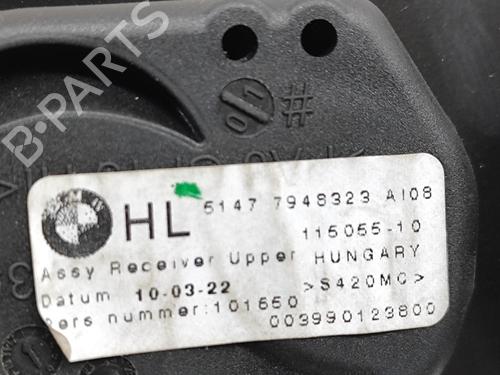 B-PARTS
#
BMW
HL 5147 7948323 AI08
115055-10
Assy Receiver Upper HUNGARY
Datum 10-03-22 >S420MC>
Pers nummer:101650
003990123800